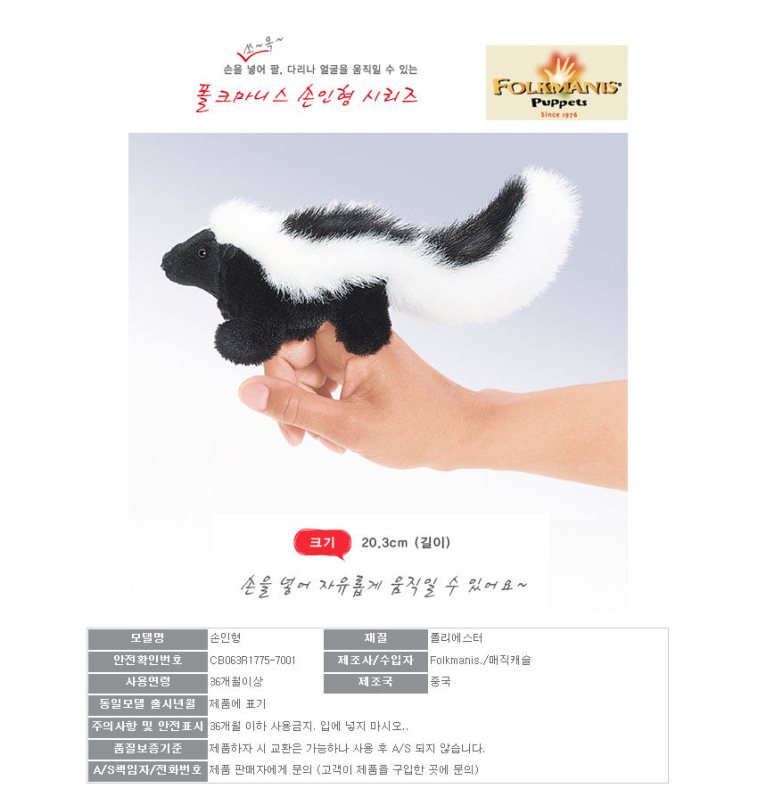 쏘~옥~
손을 넣어 팔, 다리나 얼굴을 움직일 수 있는
폴크마니스 손인형 시리즈
FOLKMANIS®
Puppets
Since 1976
크기 20.3cm (길이)
손을 넣어 자유롭게 움직일 수 있어요~
모델명 손인형 재질 폴리에스터
안전확인번호 CB063R1775-7001 제조사/수입자 Folkmanis./매직캐슬
사용연령 36개월이상 제조국 중국
동일모델 출시년월 제품에 표기
주의사항 및 안전표시 36개월 이하 사용금지. 입에 넣지 마시오..
품질보증기준 제품하자 시 교환은 가능하나 사용 후 A/S 되지 않습니다.
A/S책임자/전화번호 제품 판매자에게 문의 (고객이 제품을 구입한 곳에 문의)